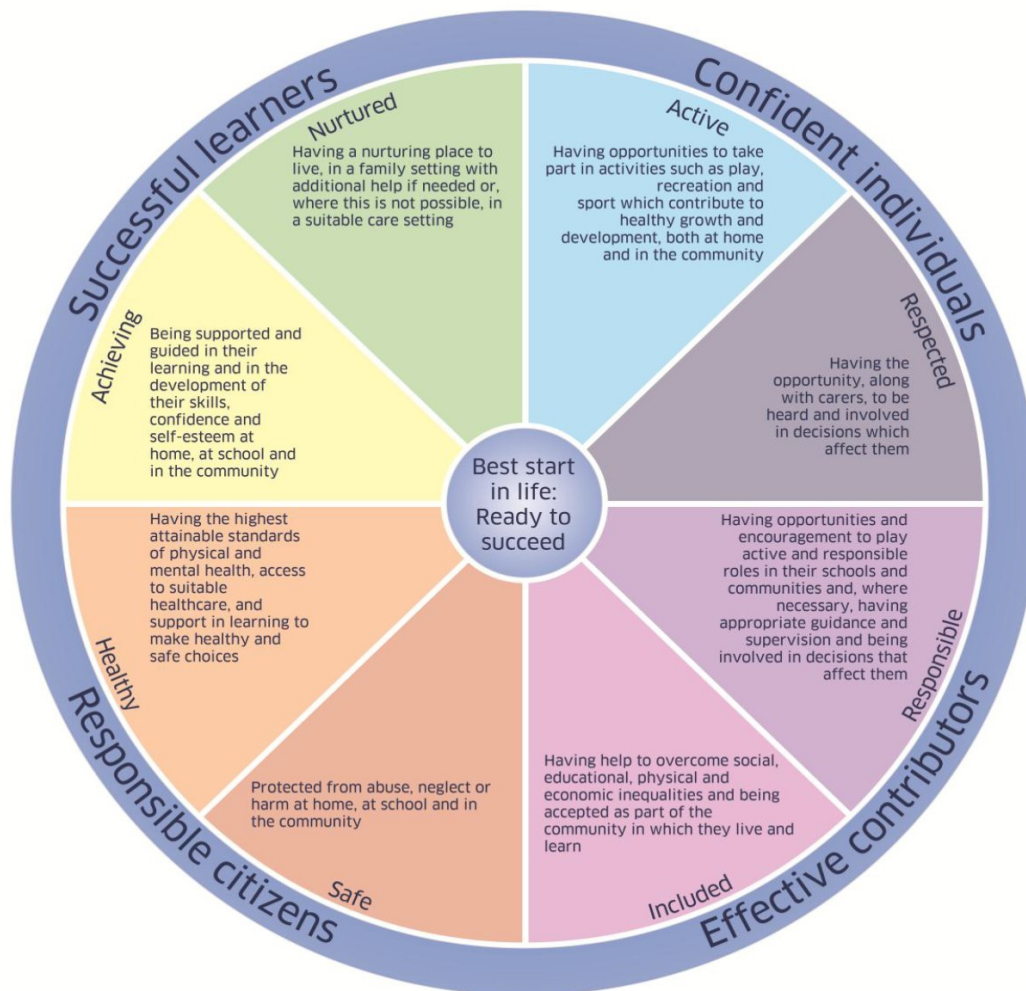 Successful learners
Confident individuals
Nurtured
Having a nurturing place to
live, in a family setting with
additional help if needed or,
where this is not possible, in
a suitable care setting
Active
Having opportunities to take
part in activities such as play,
recreation and
sport which contribute to
healthy growth and
development, both at home
and in the community
Achieving
Being supported and
guided in their
learning and in the
development of
their skills,
confidence and
self-esteem at
home, at school and
in the community
Respected
Having the
opportunity, along
with carers, to be
heard and involved
in decisions which
affect them
Best start
in life:
Ready to
succeed
Healthy
Having the highest
attainable standards
of physical and
mental health, access
to suitable
healthcare, and
support in learning to
make healthy and
safe choices
Responsible
Having opportunities and
encouragement to play
active and responsible
roles in their schools and
communities and, where
necessary, having
appropriate guidance and
supervision and being
involved in decisions that
affect them
Protected from abuse, neglect or
harm at home, at school and in
the community
Safe
Having help to overcome social,
educational, physical and
economic inequalities and being
accepted as part of the
community in which they live and
learn
Included
Responsible citizens
Effective contributors